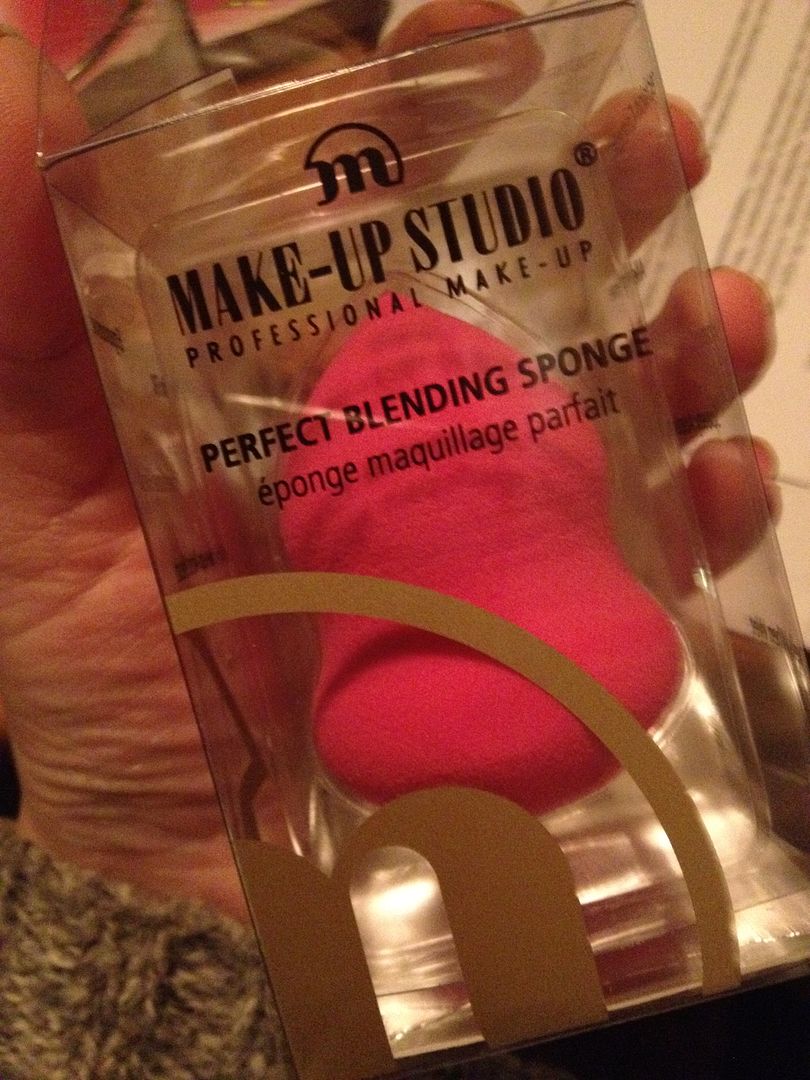 m
MAKE-UP STUDIO®
PROFESSIONAL MAKE-UP
PERFECT BLENDING SPONGE
éponge maquillage parfait
m